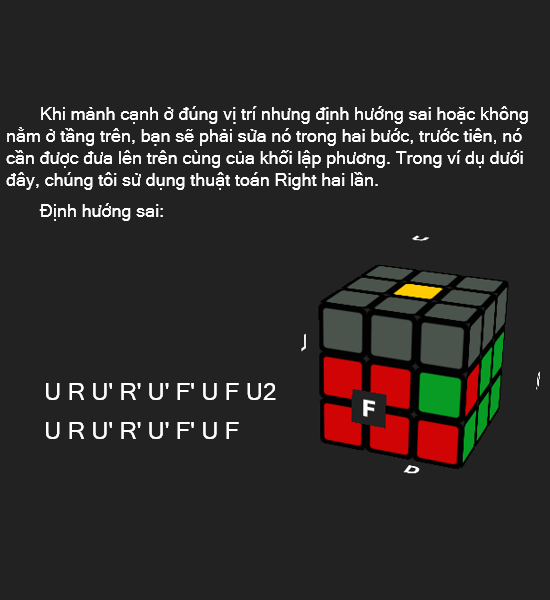 Khi mảnh cạnh ở đúng vị trí nhưng định hướng sai hoặc không
nằm ở tầng trên, bạn sẽ phải sửa nó trong hai bước, trước tiên, nó
cần được đưa lên trên cùng của khối lập phương. Trong ví dụ dưới
đây, chúng tôi sử dụng thuật toán Right hai lần.
Định hướng sai:
U R U' R' U' F' U F U2
U R U' R' U' F' U F
F
D